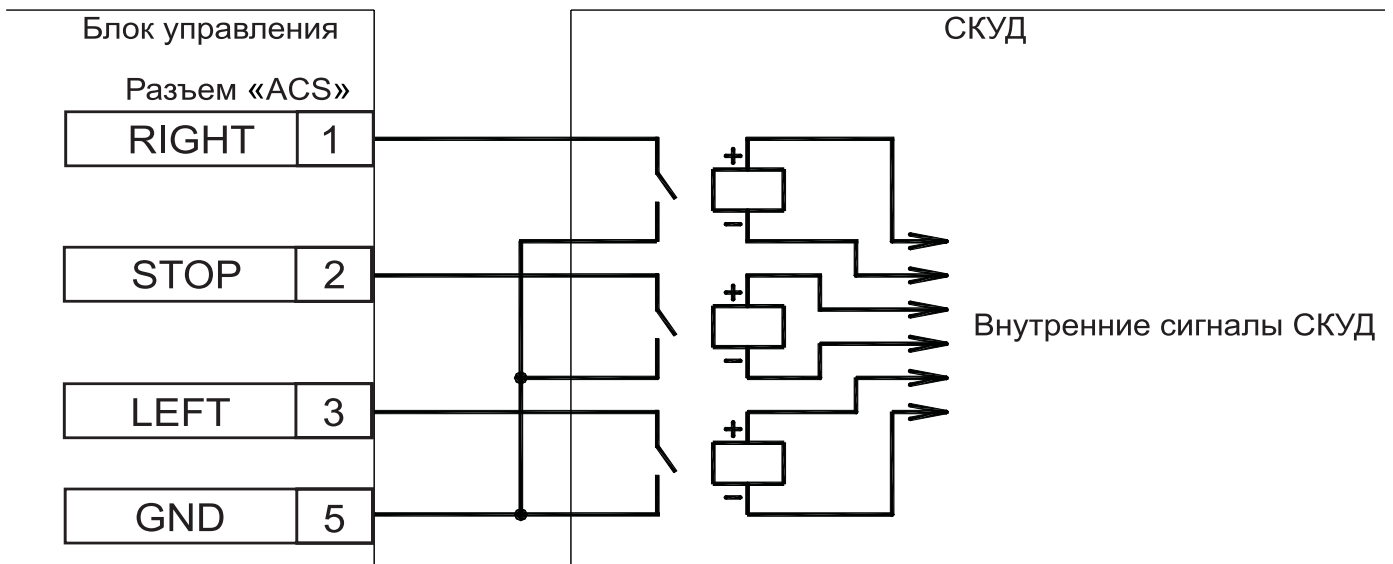 Блок управления
СКУД
Разъем «ACS»
RIGHT 1
+
−
STOP 2
+
−
Внутренние сигналы СКУД
LEFT 3
+
−
GND 5